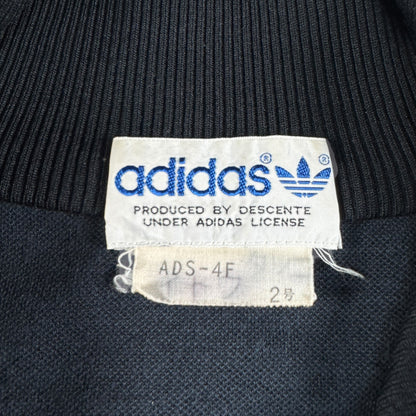 adidas® ®
PRODUCED BY DESCENTE
UNDER ADIDAS LICENSE
ADS-4F
2号